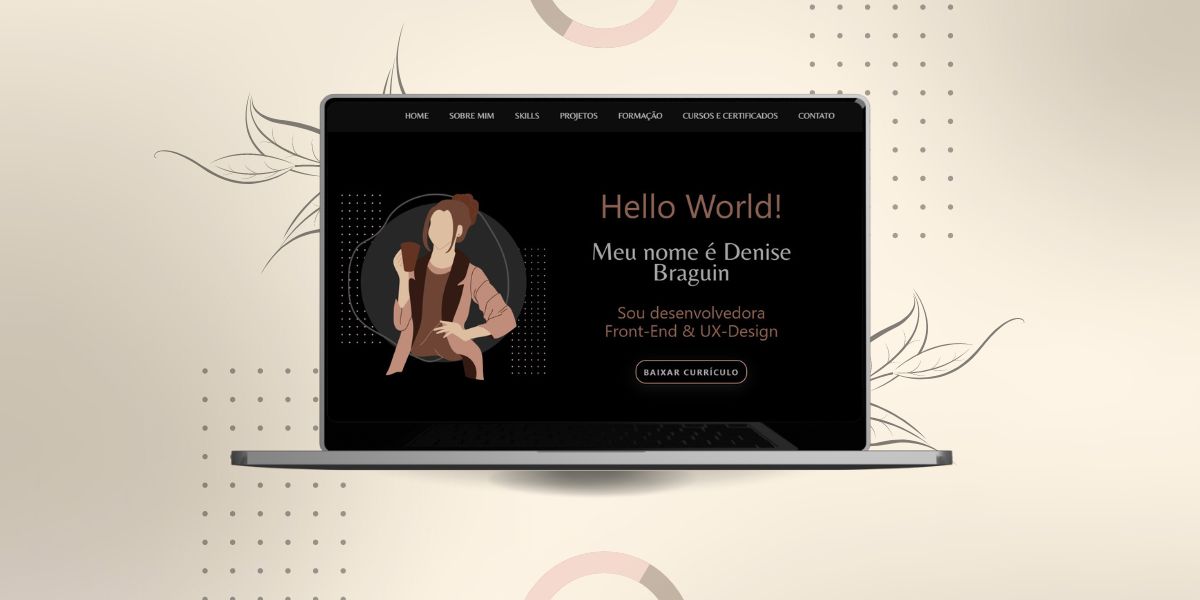 HOME SOBRE MIM SKILLS PROJETOS FORMAÇÃO CURSOS E CERTIFICADOS CONTATO
Hello World!
Meu nome é Denise
Braguin
Sou desenvolvedora
Front-End & UX-Design
BAIXAR CURRÍCULO